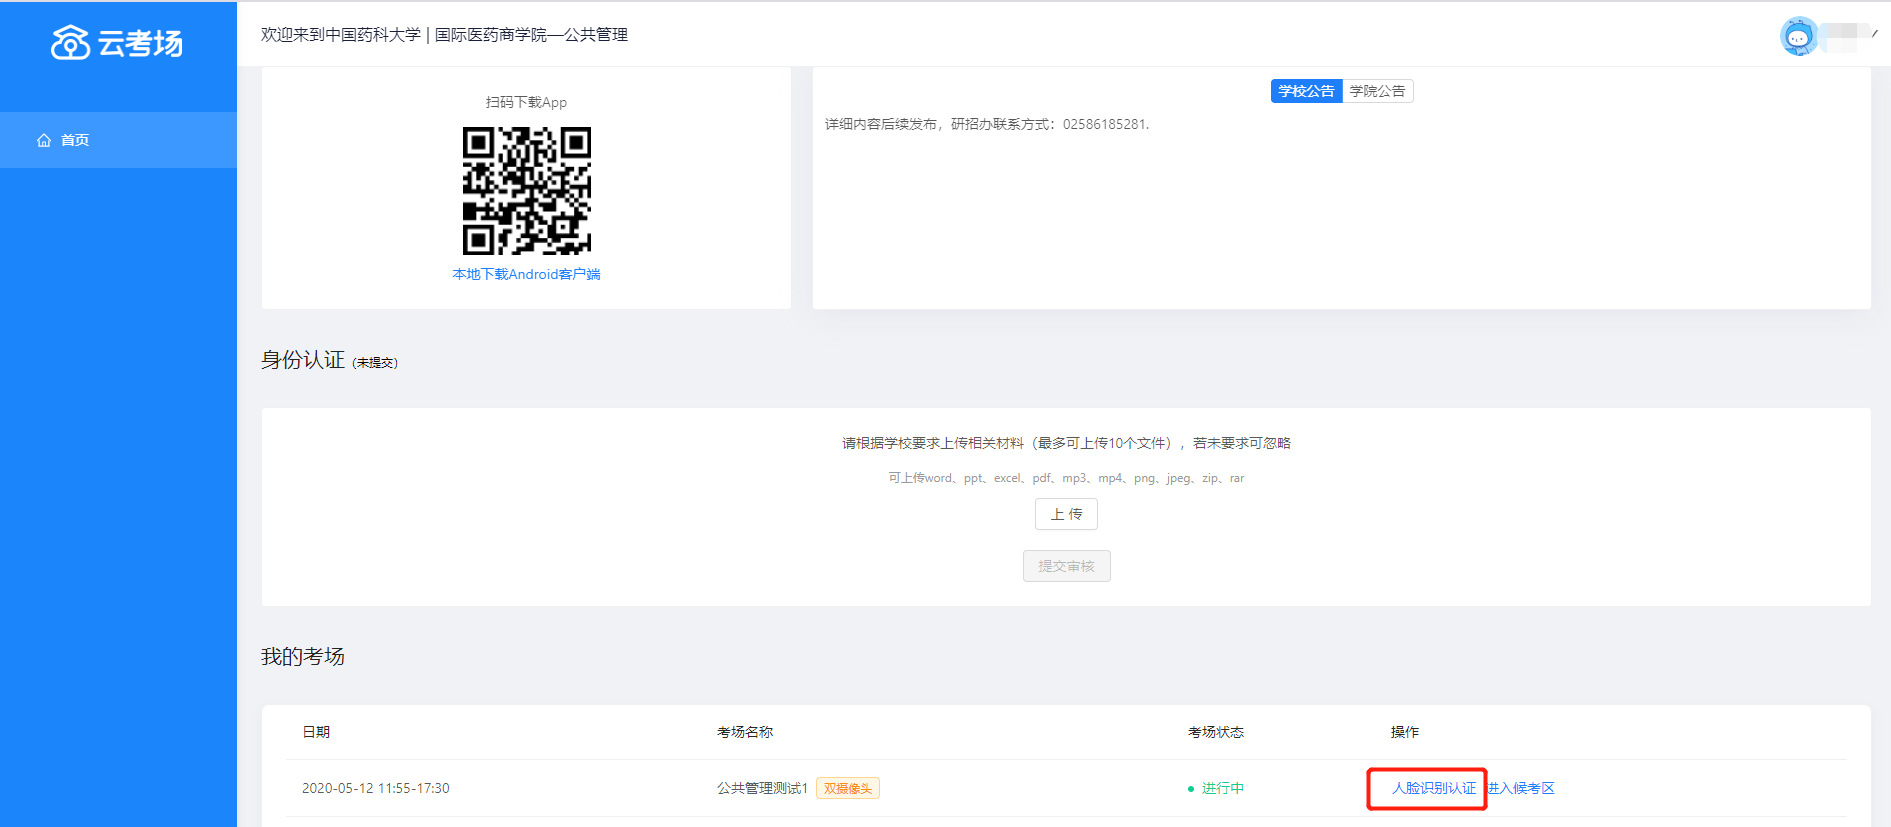 云考场
欢迎来到中国药科大学 | 国际医药商学院—公共管理
首页
扫码下载App
本地下载Android客户端
学校公告 学院公告
详细内容后续发布，研招办联系方式：02586185281.
身份认证 (未提交)
请根据学校要求上传相关材料（最多可上传10个文件），若未要求可忽略
可上传word、ppt、excel、pdf、mp3、mp4、png、jpeg、zip、rar
上 传
提交审核
我的考场
日期 考场名称 考场状态 操作
2020-05-12 11:55-17:30 公共管理测试1 双摄像头 进行中 人脸识别认证 进入候考区